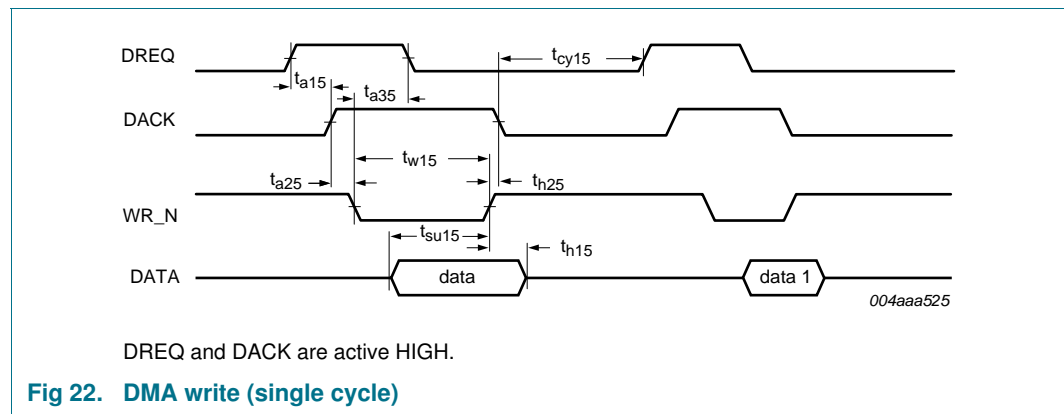 DREQ
t_cy15
t_a15
t_a35
DACK
t_w15
t_a25
t_h25
WR_N
t_su15
t_h15
DATA
data
data 1
004aaa525
DREQ and DACK are active HIGH.
Fig 22. DMA write (single cycle)